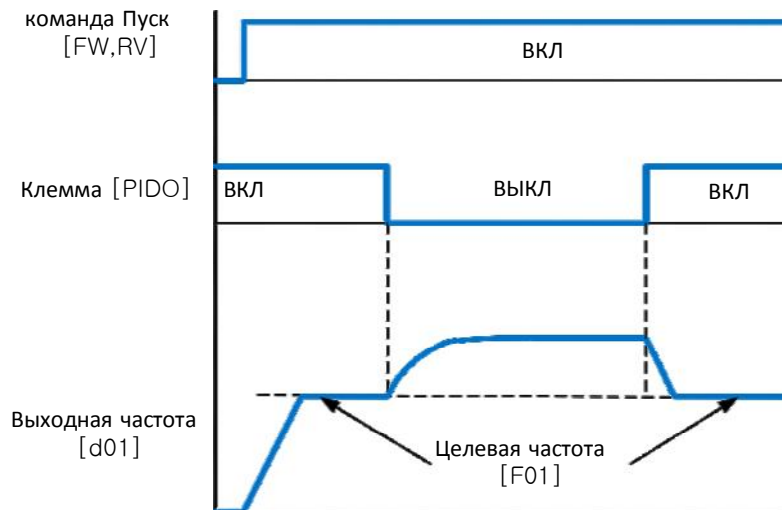 команда Пуск
[FW,RV]
ВКЛ
Клемма [PIDO]
ВКЛ
ВЫКЛ
ВКЛ
Выходная частота
[d01]
Целевая частота
[F01]